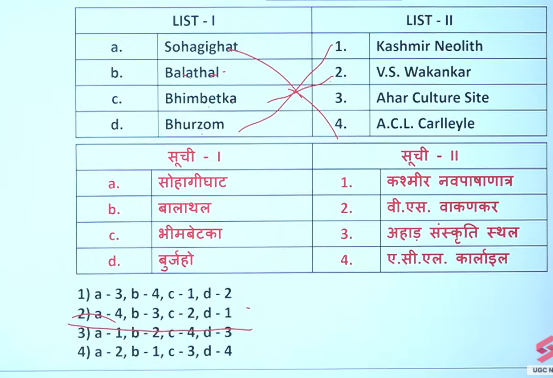 LIST - I LIST - II
a. Sohagighat 1. Kashmir Neolith
b. Balathal 2. V.S. Wakankar
c. Bhimbetka 3. Ahar Culture Site
d. Bhurzom 4. A.C.L. Carlleyle
सूची - I सूची - II
a. सोहागीघाट 1. कश्मीर नवपाषाणात्र
b. बालाथल 2. वी.एस. वाकणकर
c. भीमबेटका 3. अहाड़ संस्कृति स्थल
d. बुर्जहो 4. ए.सी.एल. कार्लाइल
1) a - 3, b - 4, c - 1, d - 2
2) a - 4, b - 3, c - 2, d - 1
3) a - 1, b - 2, c - 4, d - 3
4) a - 2, b - 1, c - 3, d - 4
UGC N